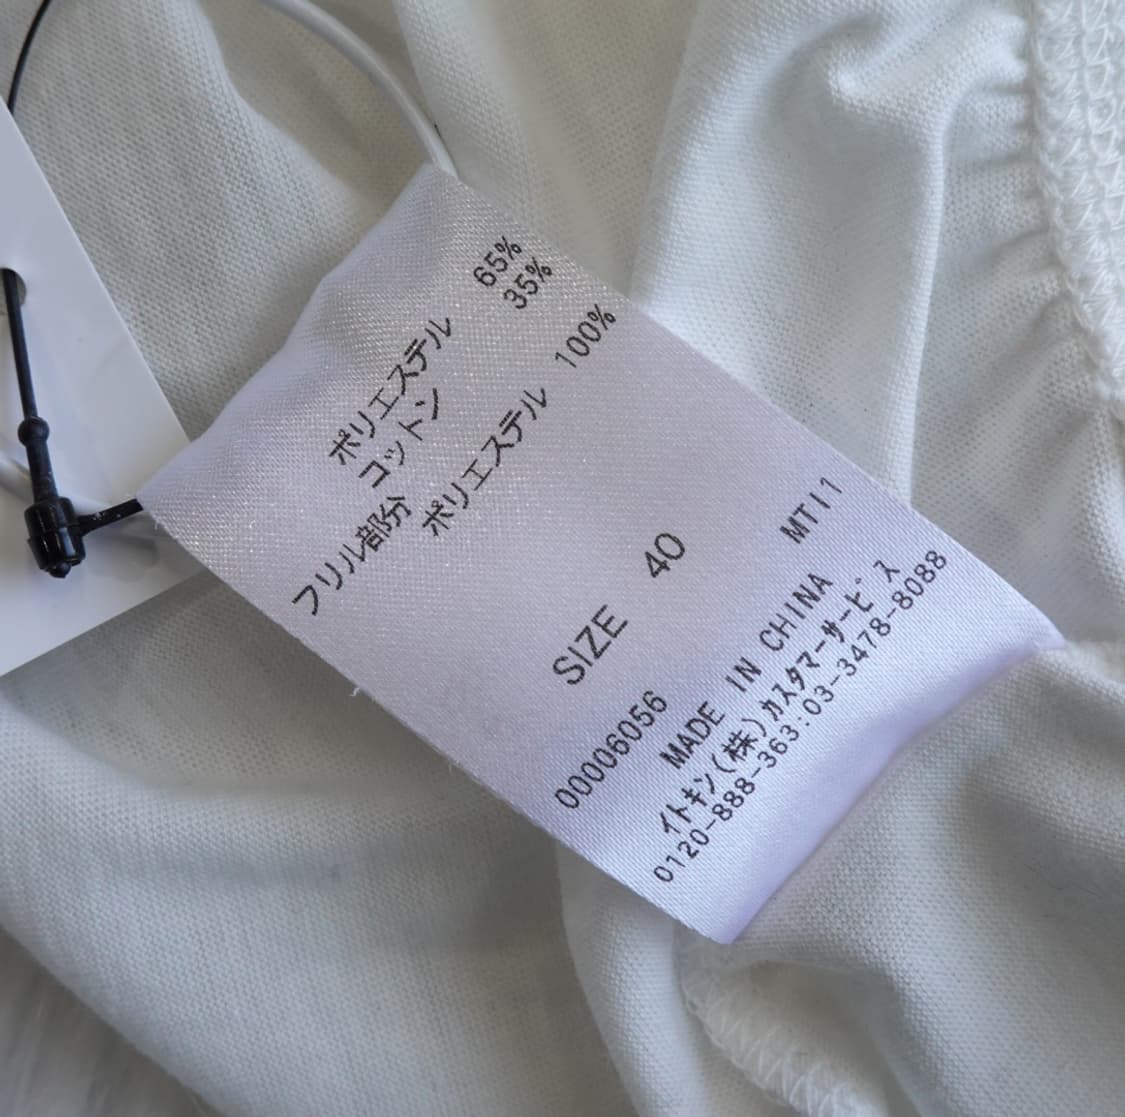 ポリエステル 65%
コットン 35%
フリル部分 ポリエステル 100%
SIZE 40
00006056 MT11
MADE IN CHINA
イトキン(株)カスタマーサービス
0120-888-363:03-3478-8088